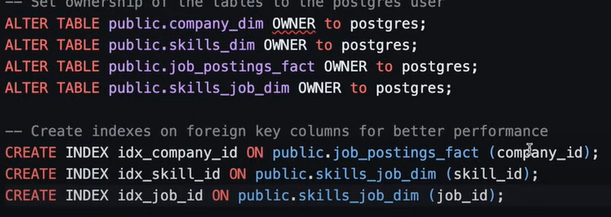 -- Set ownership of the tables to the postgres user
ALTER TABLE public.company_dim OWNER to postgres;
ALTER TABLE public.skills_dim OWNER to postgres;
ALTER TABLE public.job_postings_fact OWNER to postgres;
ALTER TABLE public.skills_job_dim OWNER to postgres;
-- Create indexes on foreign key columns for better performance
CREATE INDEX idx_company_id ON public.job_postings_fact (company_id);
CREATE INDEX idx_skill_id ON public.skills_job_dim (skill_id);
CREATE INDEX idx_job_id ON public.skills_job_dim (job_id);